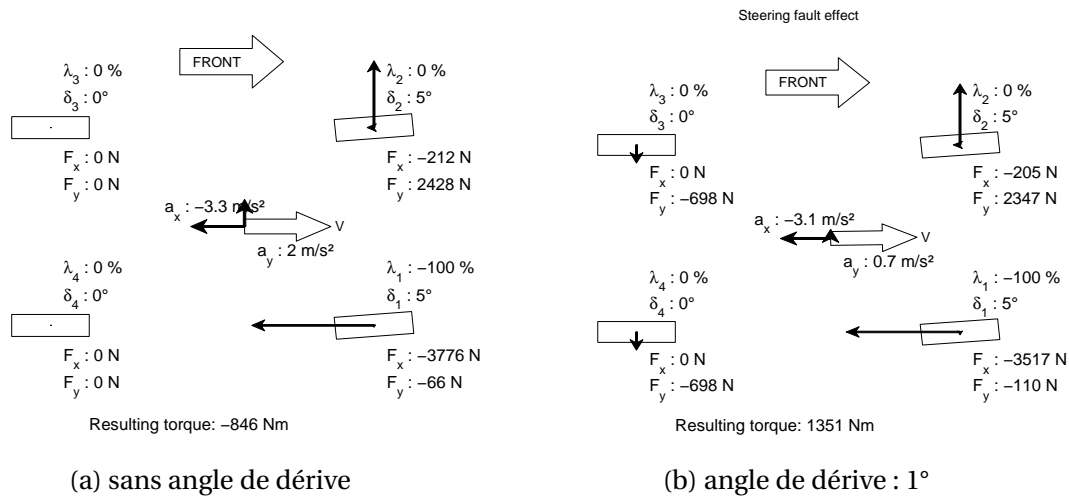 Steering fault effect
FRONT
λ3 : 0 %
δ3 : 0°
Fx : 0 N
Fy : 0 N
λ2 : 0 %
δ2 : 5°
Fx : −212 N
Fy : 2428 N
ax : −3.3 m/s²
V
ay : 2 m/s²
λ4 : 0 %
δ4 : 0°
Fx : 0 N
Fy : 0 N
λ1 : −100 %
δ1 : 5°
Fx : −3776 N
Fy : −66 N
Resulting torque: −846 Nm
(a) sans angle de dérive
FRONT
λ3 : 0 %
δ3 : 0°
Fx : 0 N
Fy : −698 N
λ2 : 0 %
δ2 : 5°
Fx : −205 N
Fy : 2347 N
ax : −3.1 m/s²
V
ay : 0.7 m/s²
λ4 : 0 %
δ4 : 0°
Fx : 0 N
Fy : −698 N
λ1 : −100 %
δ1 : 5°
Fx : −3517 N
Fy : −110 N
Resulting torque: 1351 Nm
(b) angle de dérive : 1°